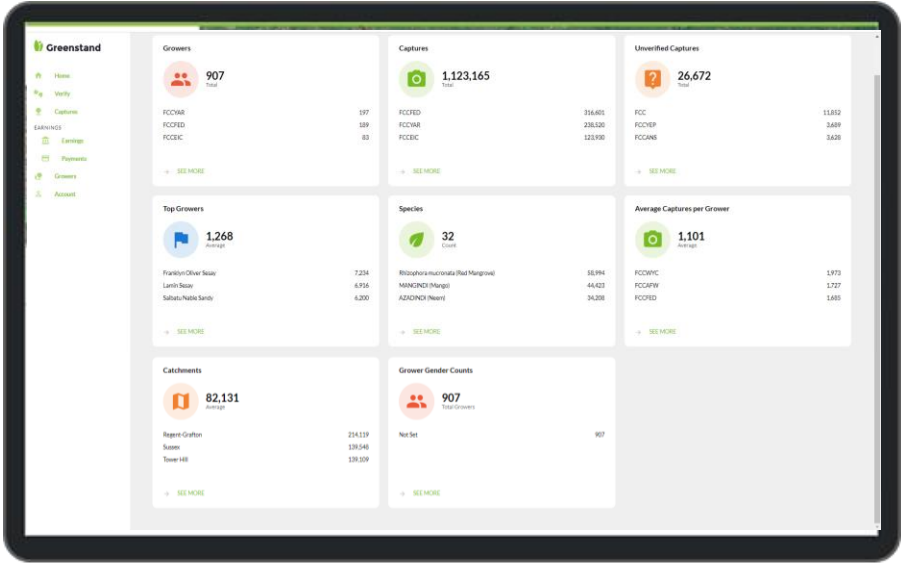 Greenstand
Home
Verify
Captures
EARNINGS
Earnings
Payments
Growers
Account
Growers
907
Total
FCCYAR 197
FCCFED 189
FCCEIC 83
SEE MORE
Captures
1,123,165
Total
FCCFED 316,601
FCCYAR 238,520
FCCEIC 123,930
SEE MORE
Unverified Captures
26,672
Total
FCC 11,852
FCCYEP 3,689
FCCANS 3,628
SEE MORE
Top Growers
1,268
Average
Franklyn Oliver Sesay 7,234
Lamin Sesay 6,916
Salbatu Nable Sandy 6,200
SEE MORE
Species
32
Count
Rhizophora mucronata (Red Mangrove) 58,994
MANGINDI (Mango) 44,423
AZADINDI (Neem) 34,208
SEE MORE
Average Captures per Grower
1,101
Average
FCCWYC 1,973
FCCAFW 1,727
FCCFED 1,685
SEE MORE
Catchments
82,131
Average
Regent-Grafton 214,119
Sussex 139,548
Tower Hill 139,109
SEE MORE
Grower Gender Counts
907
Total Growers
Not Set 907
SEE MORE